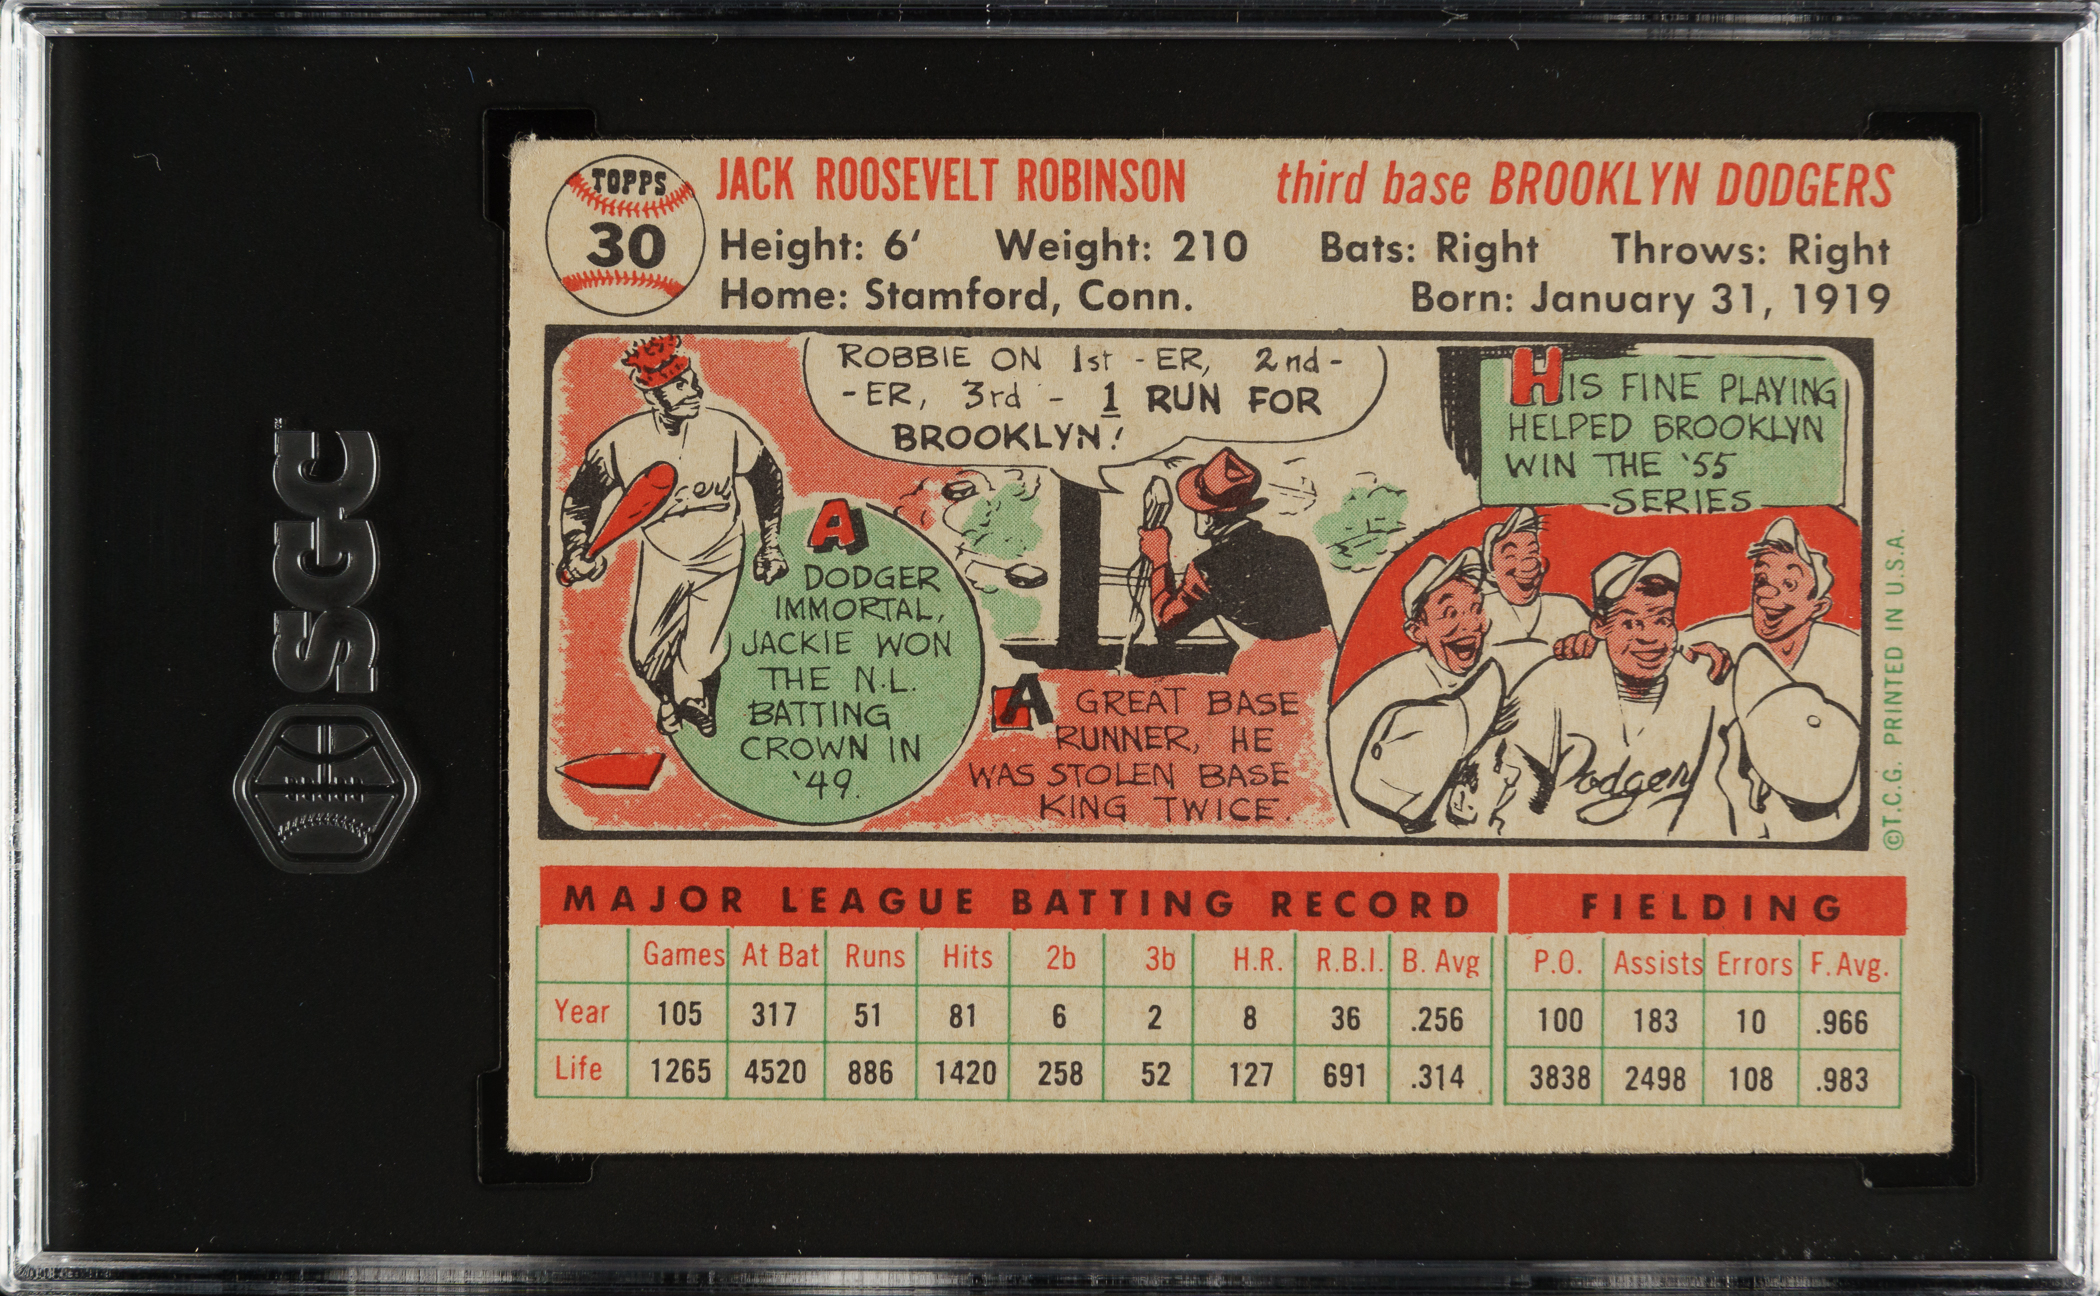 SGC
TOPPS
30
JACK ROOSEVELT ROBINSON
third base BROOKLYN DODGERS
Height: 6' Weight: 210 Bats: Right Throws: Right
Home: Stamford, Conn. Born: January 31, 1919
A
DODGER
IMMORTAL,
JACKIE WON
THE N.L.
BATTING
CROWN IN
'49.
ROBBIE ON 1st -ER, 2nd-
-ER, 3rd - 1 RUN FOR
BROOKLYN!
A GREAT BASE
RUNNER, HE
WAS STOLEN BASE
KING TWICE.
HIS FINE PLAYING
HELPED BROOKLYN
WIN THE '55
SERIES
Dodgers
©T.C.G. PRINTED IN U.S.A.
MAJOR LEAGUE BATTING RECORD FIELDING
Games At Bat Runs Hits 2b 3b H.R. R.B.I. B. Avg P.O. Assists Errors F. Avg.
Year 105 317 51 81 6 2 8 36 .256 100 183 10 .966
Life 1265 4520 886 1420 258 52 127 691 .314 3838 2498 108 .983